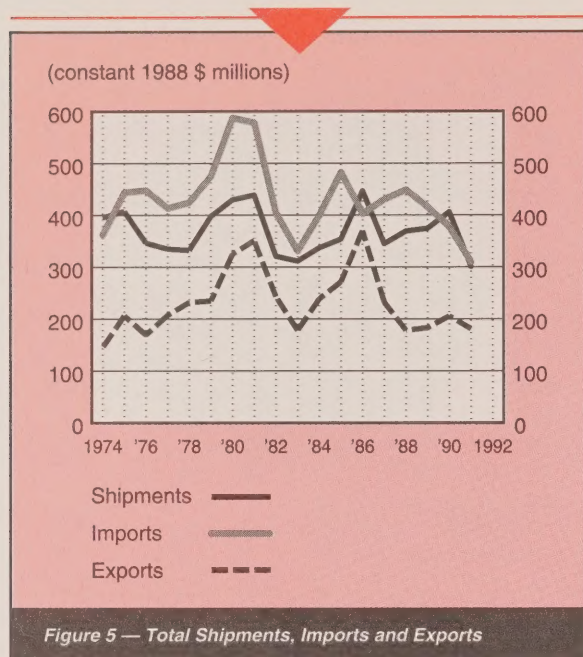 (constant 1988 $ millions)
600 600
500 500
400 400
300 300
200 200
100 100
0 0
1974 '76 '78 '80 '82 '84 '86 '88 '90 1992
Shipments
Imports
Exports
Figure 5 — Total Shipments, Imports and Exports